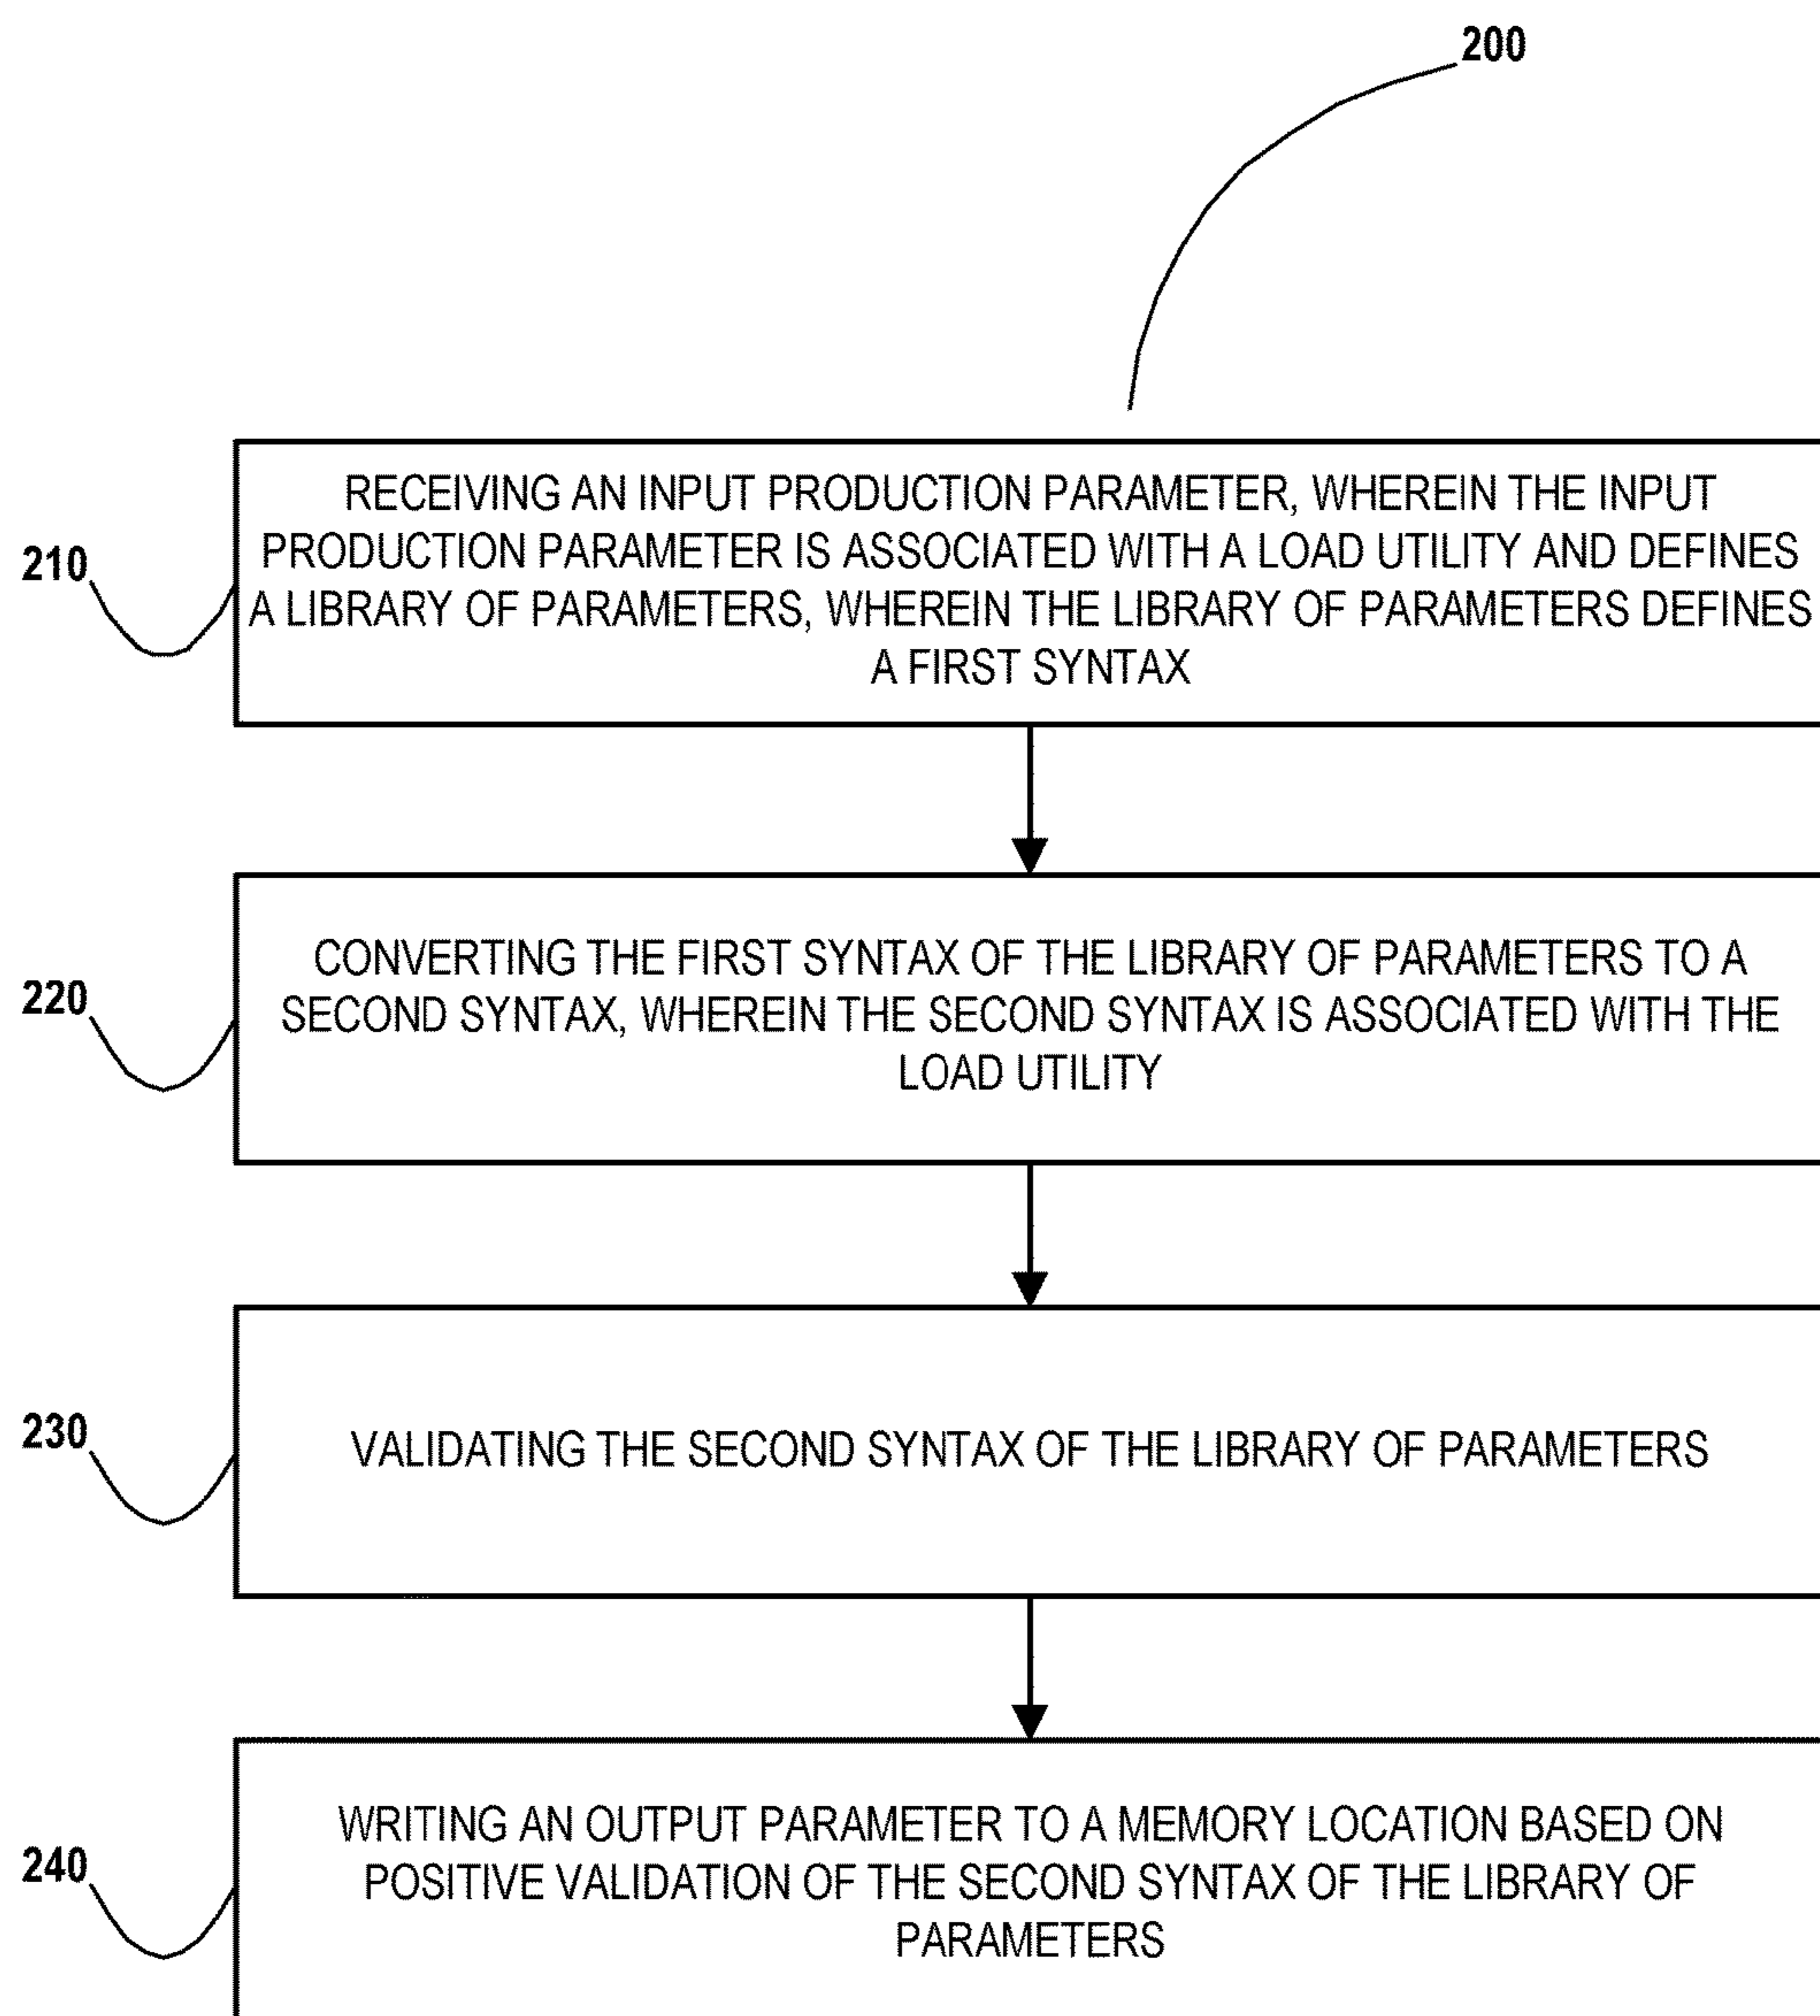 200
210
RECEIVING AN INPUT PRODUCTION PARAMETER, WHEREIN THE INPUT
PRODUCTION PARAMETER IS ASSOCIATED WITH A LOAD UTILITY AND DEFINES
A LIBRARY OF PARAMETERS, WHEREIN THE LIBRARY OF PARAMETERS DEFINES
A FIRST SYNTAX
220
CONVERTING THE FIRST SYNTAX OF THE LIBRARY OF PARAMETERS TO A
SECOND SYNTAX, WHEREIN THE SECOND SYNTAX IS ASSOCIATED WITH THE
LOAD UTILITY
230
VALIDATING THE SECOND SYNTAX OF THE LIBRARY OF PARAMETERS
240
WRITING AN OUTPUT PARAMETER TO A MEMORY LOCATION BASED ON
POSITIVE VALIDATION OF THE SECOND SYNTAX OF THE LIBRARY OF
PARAMETERS